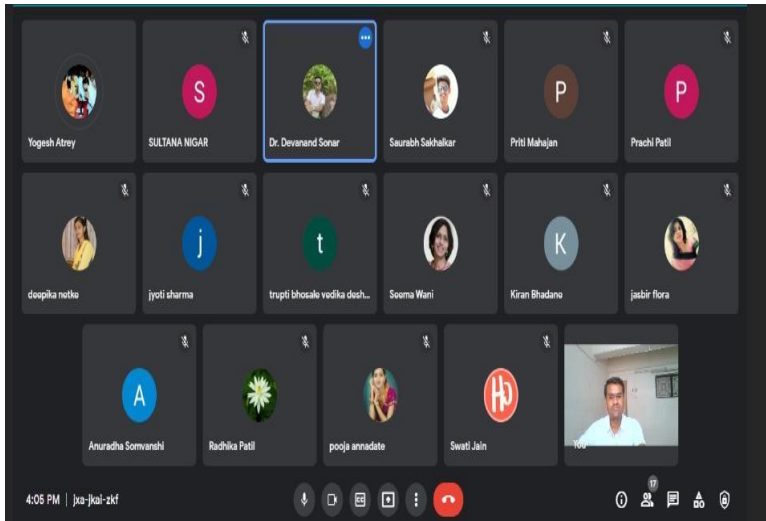 S
P
P
Yogesh Atrey
SULTANA NIGAR
Dr. Devanand Sonar
Saurabh Sakhalkar
Priti Mahajan
Prachi Patil
j
t
K
deepika netke
jyoti sharma
trupti bhosale vedika desh...
Seema Wani
Kiran Bhadane
jasbir flora
A
Anuradha Somvanshi
Radhika Patil
pooja annadate
Swati Jain
You
4:05 PM | jxa-jkai-zkf
CC
17